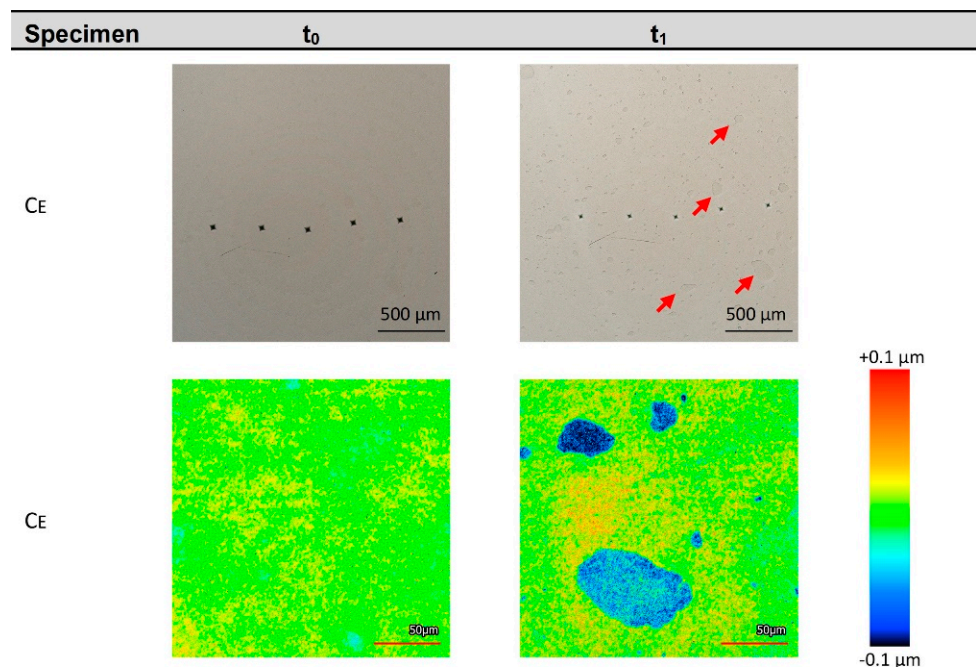 Specimen t₀ t₁
CE
500 µm 500 µm
+0.1 µm
CE
50µm 50µm
-0.1 µm